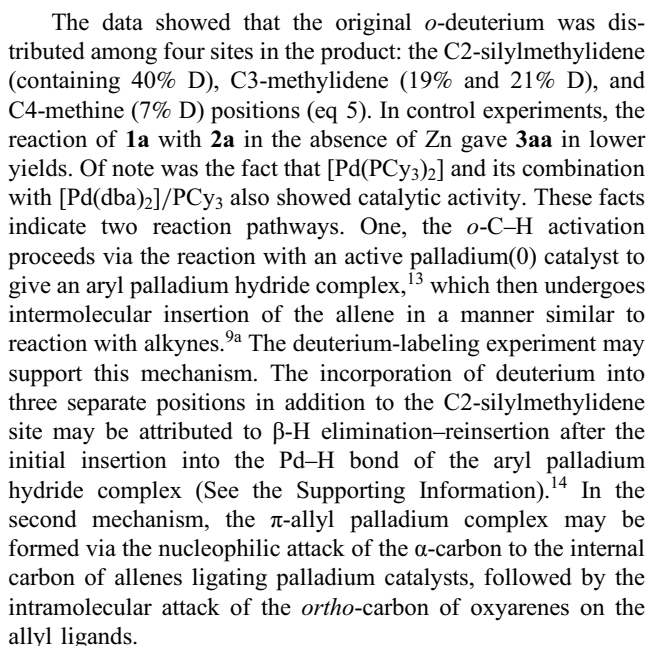 The data showed that the original o-deuterium was dis-
tributed among four sites in the product: the C2-silylmethylidene
(containing 40% D), C3-methylidene (19% and 21% D), and
C4-methine (7% D) positions (eq 5). In control experiments, the
reaction of 1a with 2a in the absence of Zn gave 3aa in lower
yields. Of note was the fact that [Pd(PCy₃)₂] and its combination
with [Pd(dba)₂]/PCy₃ also showed catalytic activity. These facts
indicate two reaction pathways. One, the o-C–H activation
proceeds via the reaction with an active palladium(0) catalyst to
give an aryl palladium hydride complex,¹³ which then undergoes
intermolecular insertion of the allene in a manner similar to
reaction with alkynes.⁹ᵃ The deuterium-labeling experiment may
support this mechanism. The incorporation of deuterium into
three separate positions in addition to the C2-silylmethylidene
site may be attributed to β-H elimination–reinsertion after the
initial insertion into the Pd–H bond of the aryl palladium
hydride complex (See the Supporting Information).¹⁴ In the
second mechanism, the π-allyl palladium complex may be
formed via the nucleophilic attack of the α-carbon to the internal
carbon of allenes ligating palladium catalysts, followed by the
intramolecular attack of the ortho-carbon of oxyarenes on the
allyl ligands.